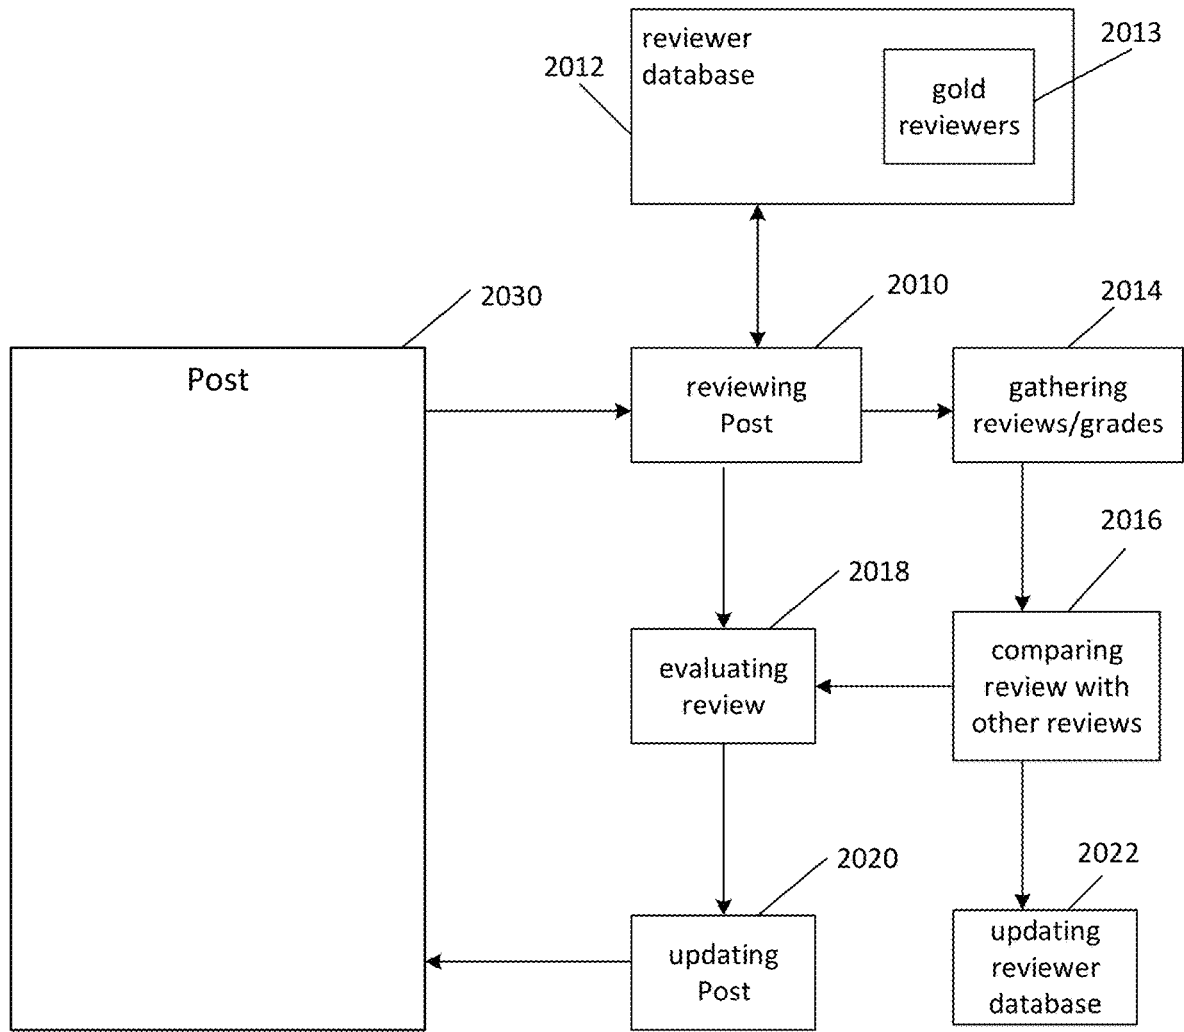 reviewer
database
gold
reviewers
2013
2012
2030
2010
2014
Post
reviewing
Post
gathering
reviews/grades
2016
2018
evaluating
review
comparing
review with
other reviews
2020
2022
updating
Post
updating
reviewer
database